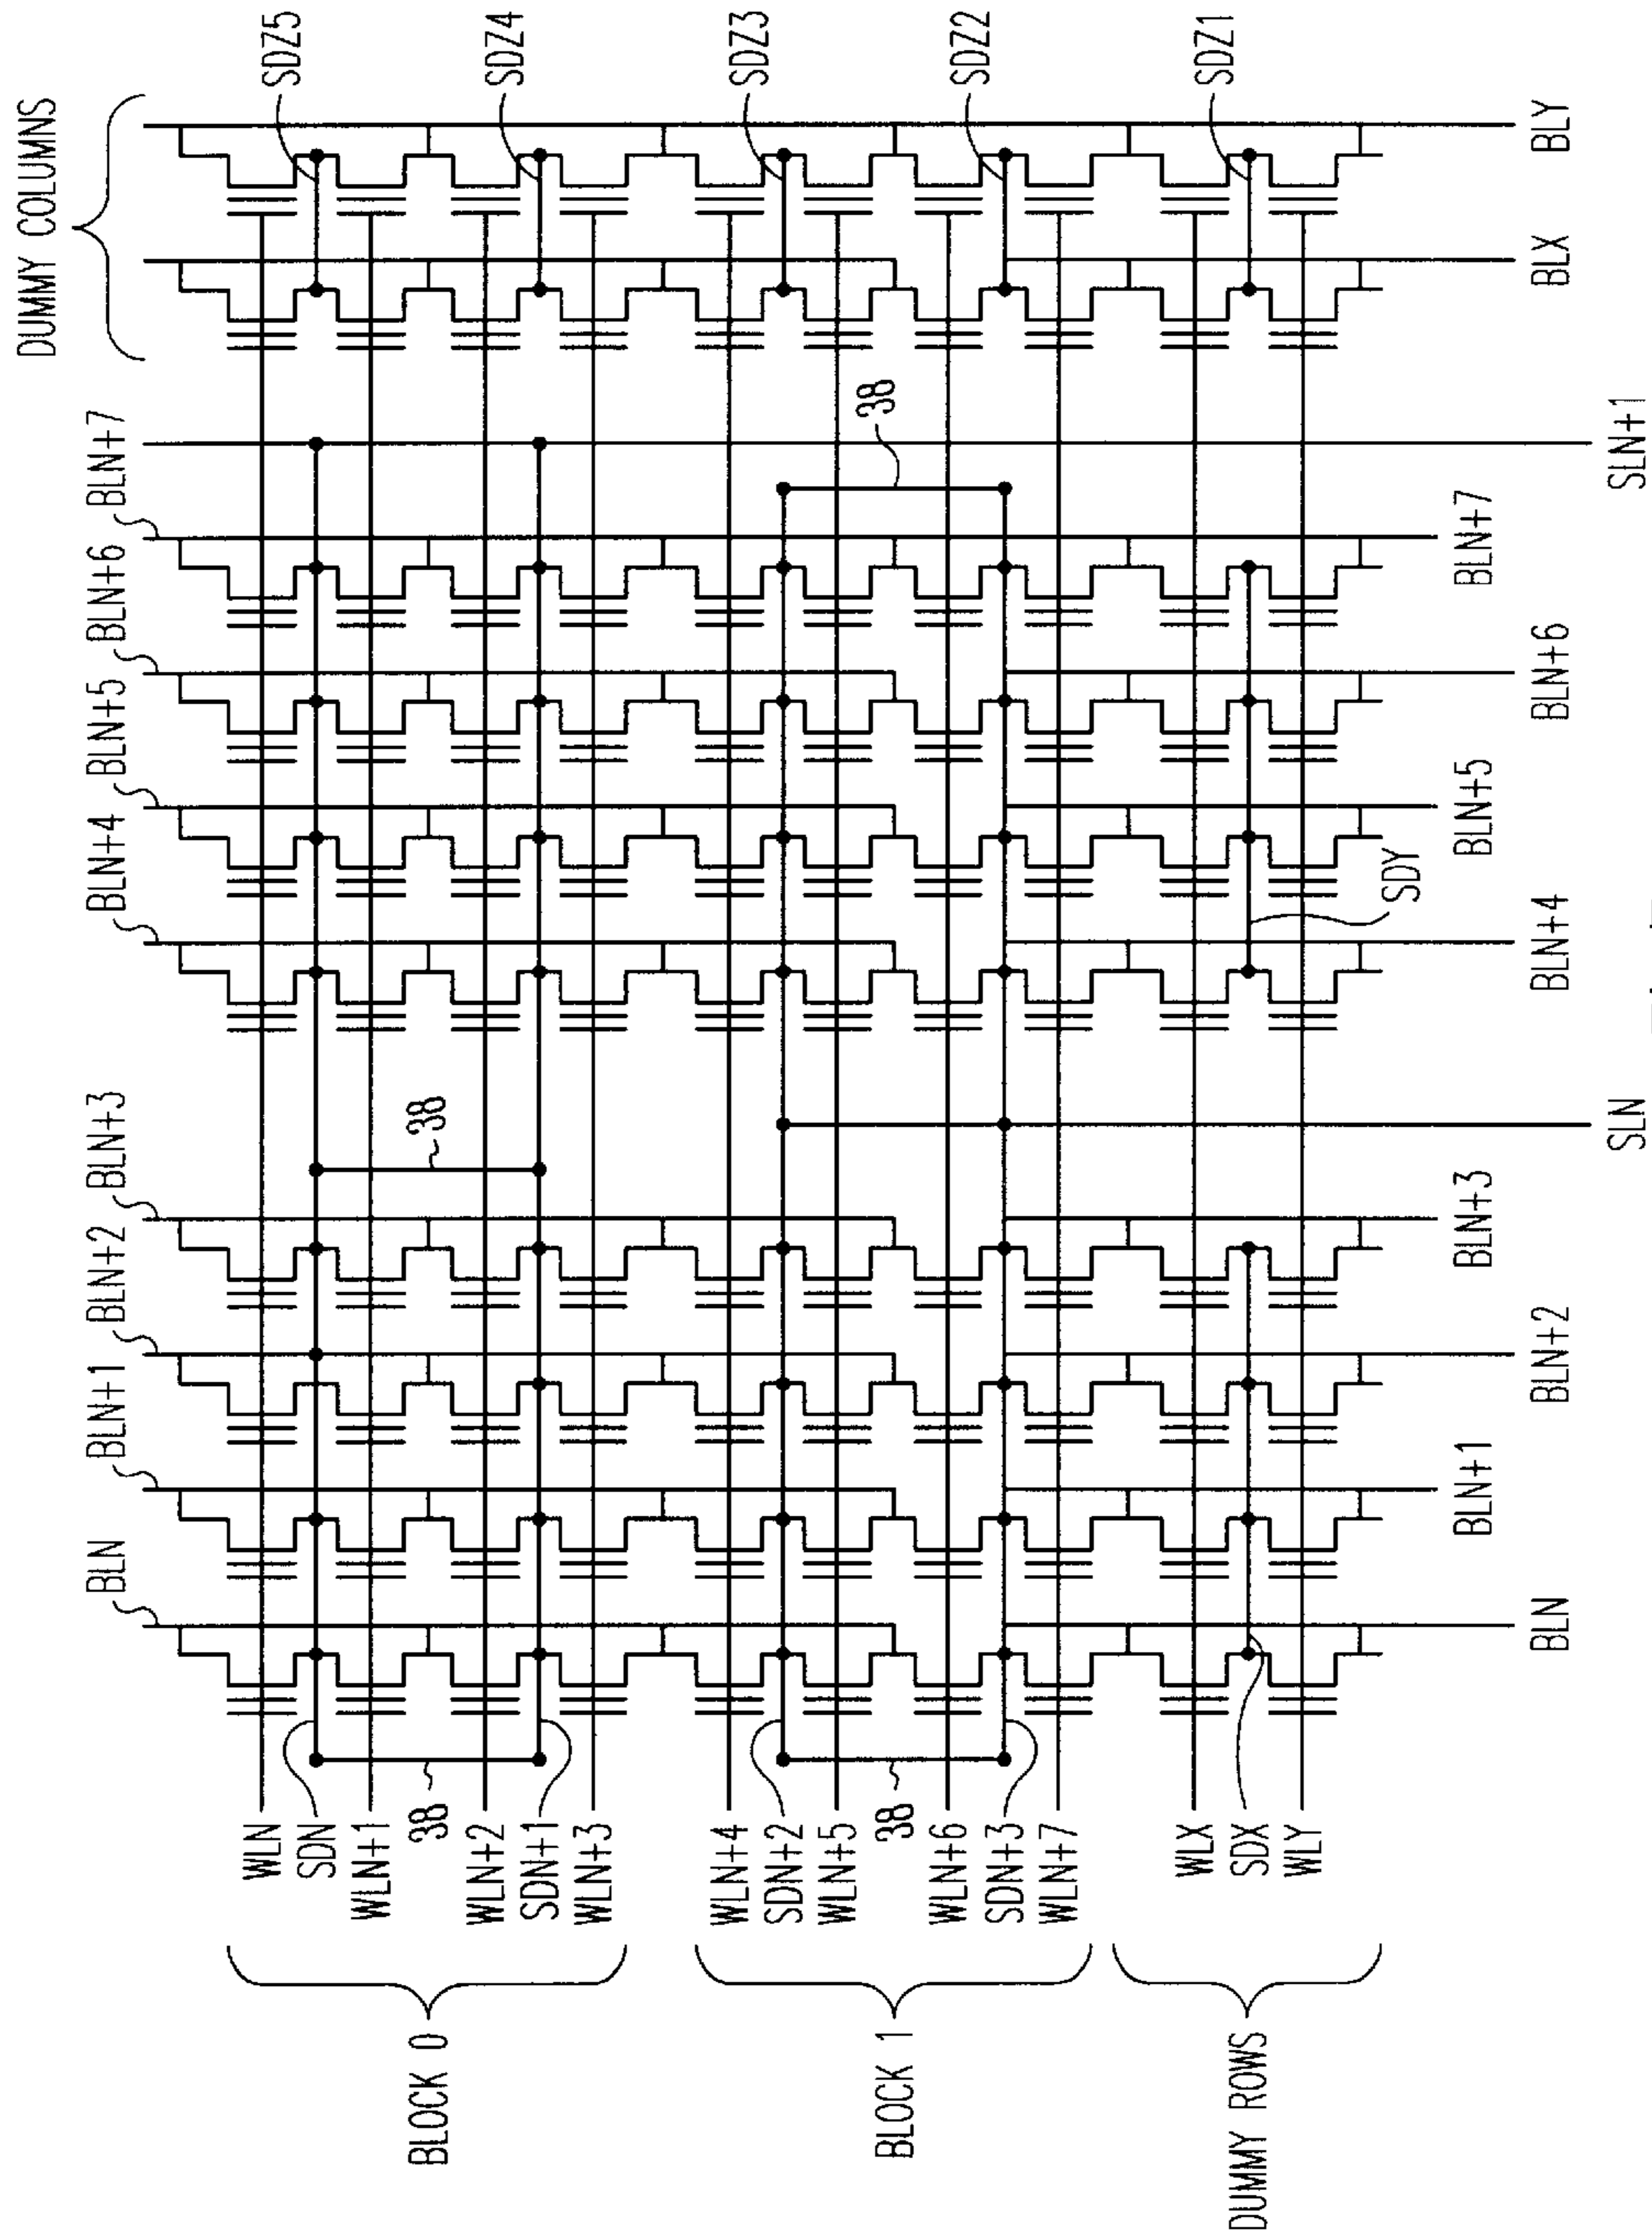 DUMMY COLUMNS
BLN
BLN+1
BLN+2
BLN+3
BLN+4
BLN+5
BLN+6
BLN+7
SDZ5
SDZ4
SDZ3
SDZ2
SDZ1
WLN
SDN
WLN+1
38
WLN+2
SDN+1
WLN+3
38
WLN+4
SDN+2
WLN+5
38
WLN+6
SDN+3
WLN+7
38
WLX
SDX
WLY
SDY
BLOCK 0
BLOCK 1
DUMMY ROWS
BLN
BLN+1
BLN+2
BLN+3
SLN
BLN+4
BLN+5
BLN+6
BLN+7
SLN+1
BLX
BLY